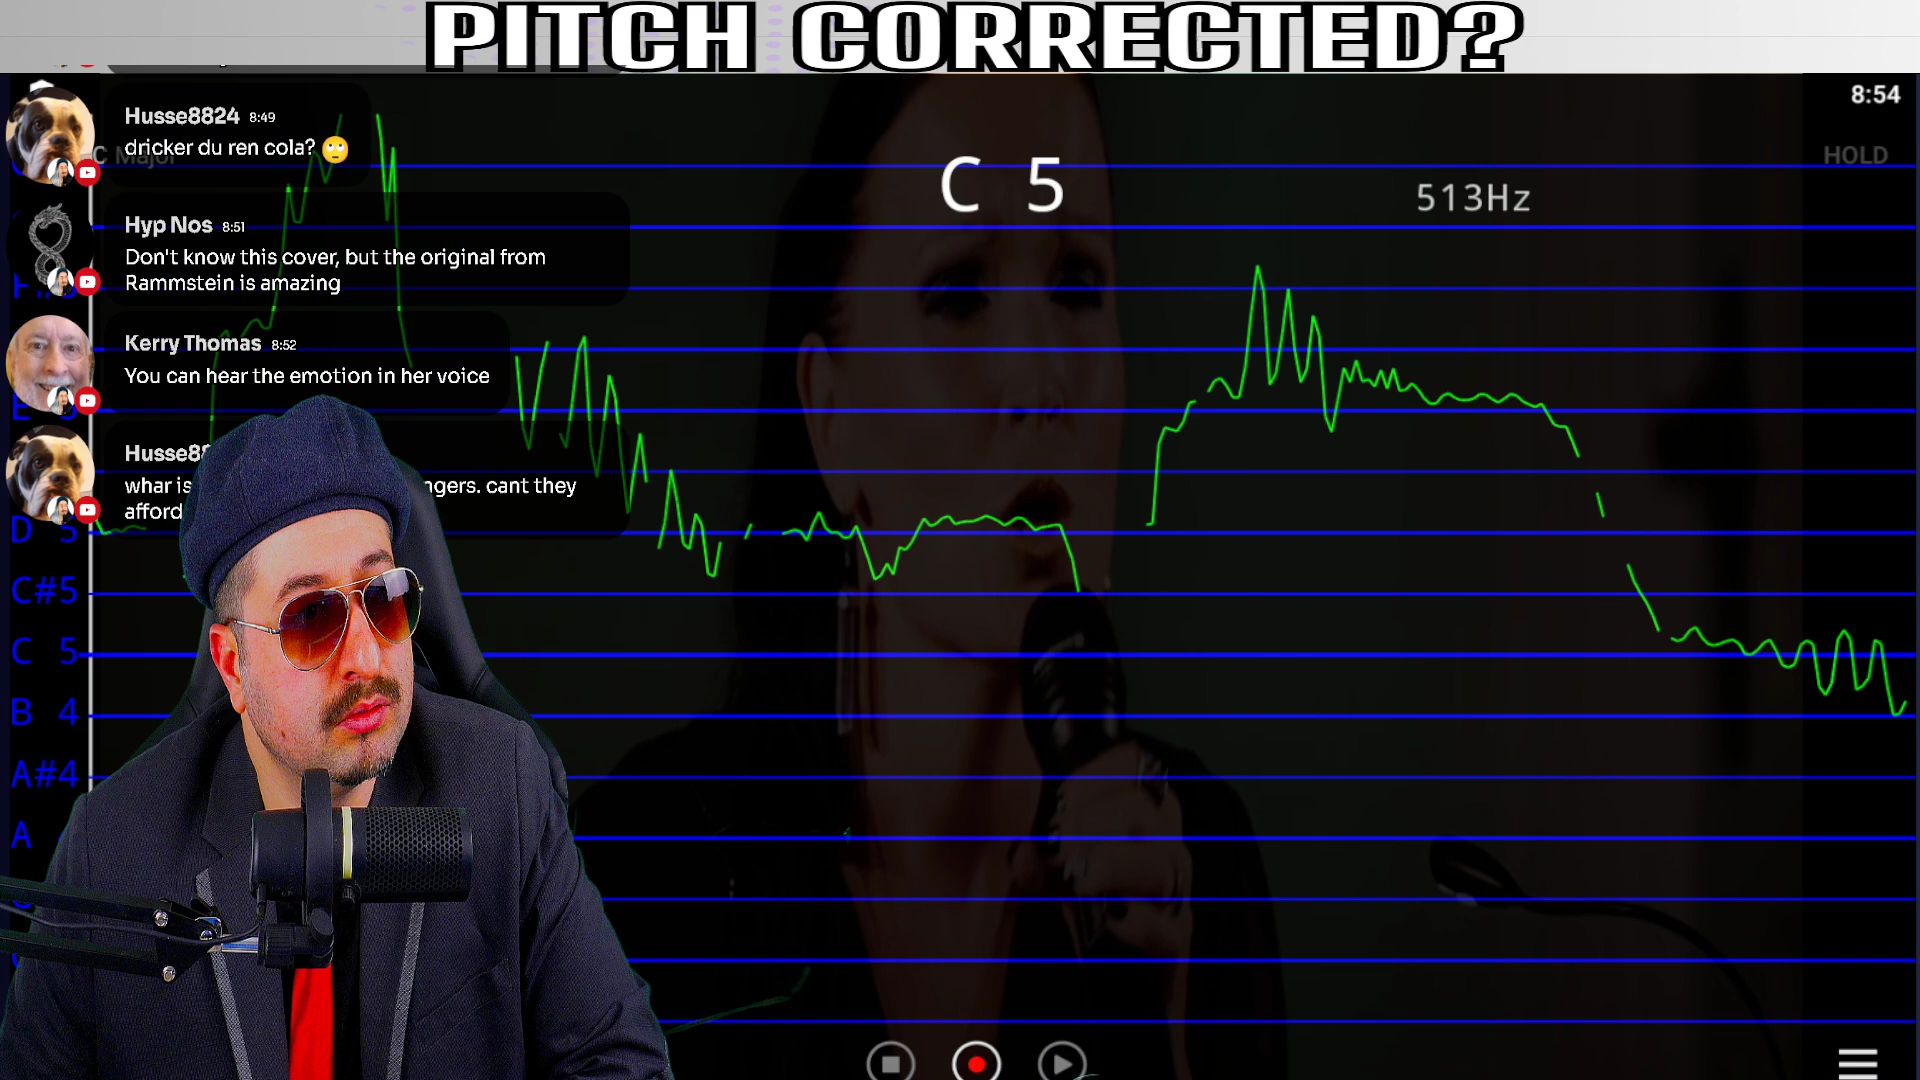 PITCH CORRECTED?
8:54
Husse8824 8:49
dricker du ren cola? 🙄
C Major
C 5
513Hz
HOLD
Hyp Nos 8:51
Don't know this cover, but the original from
Rammstein is amazing
Kerry Thomas 8:52
You can hear the emotion in her voice
whar is
cant they
afford
D 5
C#5
C 5
B 4
A#4
A